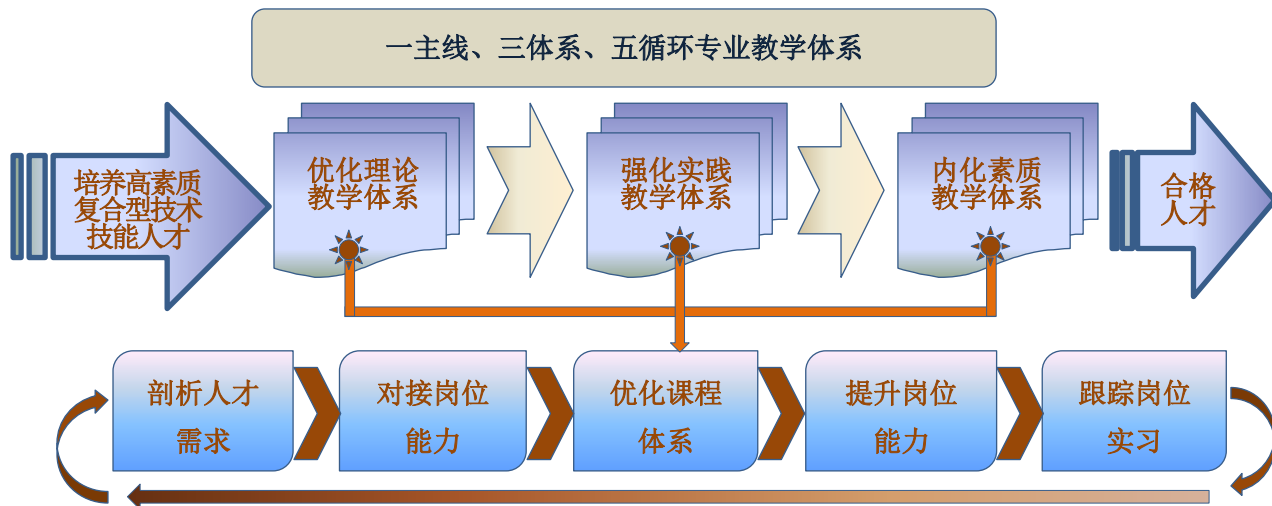 一主线、三体系、五循环专业教学体系
培养高素质
复合型技术
技能人才
优化理论
教学体系
强化实践
教学体系
内化素质
教学体系
合格
人才
剖析人才
需求
对接岗位
能力
优化课程
体系
提升岗位
能力
跟踪岗位
实习